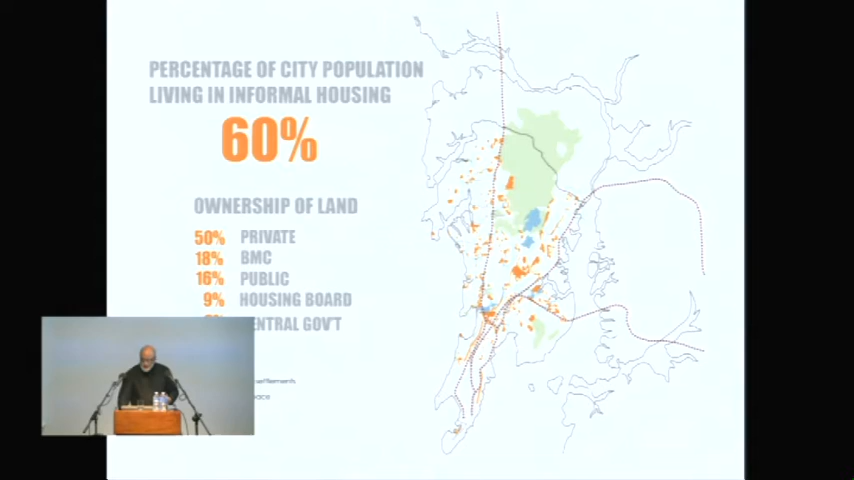 PERCENTAGE OF CITY POPULATION
LIVING IN INFORMAL HOUSING
60%
OWNERSHIP OF LAND
50% PRIVATE
18% BMC
16% PUBLIC
9% HOUSING BOARD
ENTRAL GOV'T